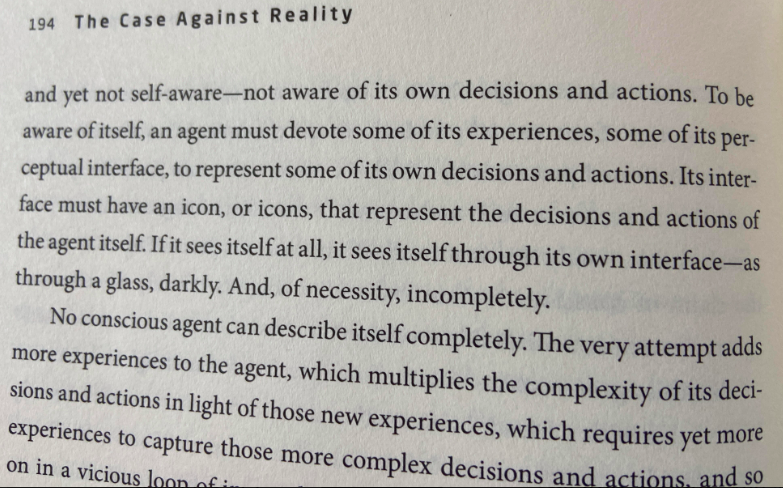 194 The Case Against Reality
and yet not self-aware—not aware of its own decisions and actions. To be
aware of itself, an agent must devote some of its experiences, some of its per-
ceptual interface, to represent some of its own decisions and actions. Its inter-
face must have an icon, or icons, that represent the decisions and actions of
the agent itself. If it sees itself at all, it sees itself through its own interface—as
through a glass, darkly. And, of necessity, incompletely.
No conscious agent can describe itself completely. The very attempt adds
more experiences to the agent, which multiplies the complexity of its deci-
sions and actions in light of those new experiences, which requires yet more
experiences to capture those more complex decisions and actions, and so
on in a vicious loop of